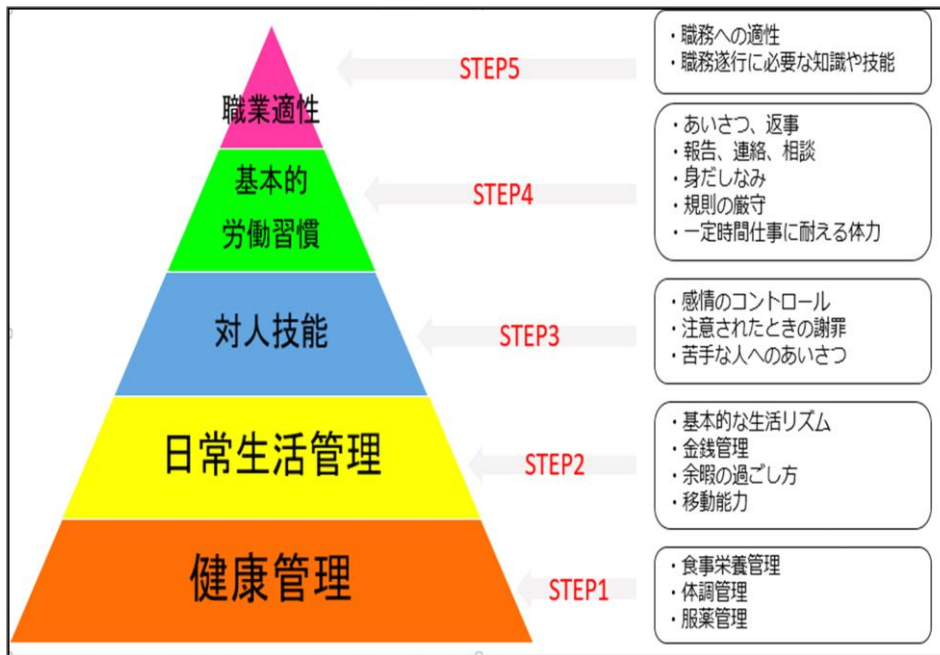 職業適性
STEP5
・職務への適性
・職務遂行に必要な知識や技能
基本的
労働習慣
STEP4
・あいさつ、返事
・報告、連絡、相談
・身だしなみ
・規則の厳守
・一定時間仕事に耐える体力
対人技能
STEP3
・感情のコントロール
・注意されたときの謝罪
・苦手な人へのあいさつ
日常生活管理
STEP2
・基本的な生活リズム
・金銭管理
・余暇の過ごし方
・移動能力
健康管理
STEP1
・食事栄養管理
・体調管理
・服薬管理